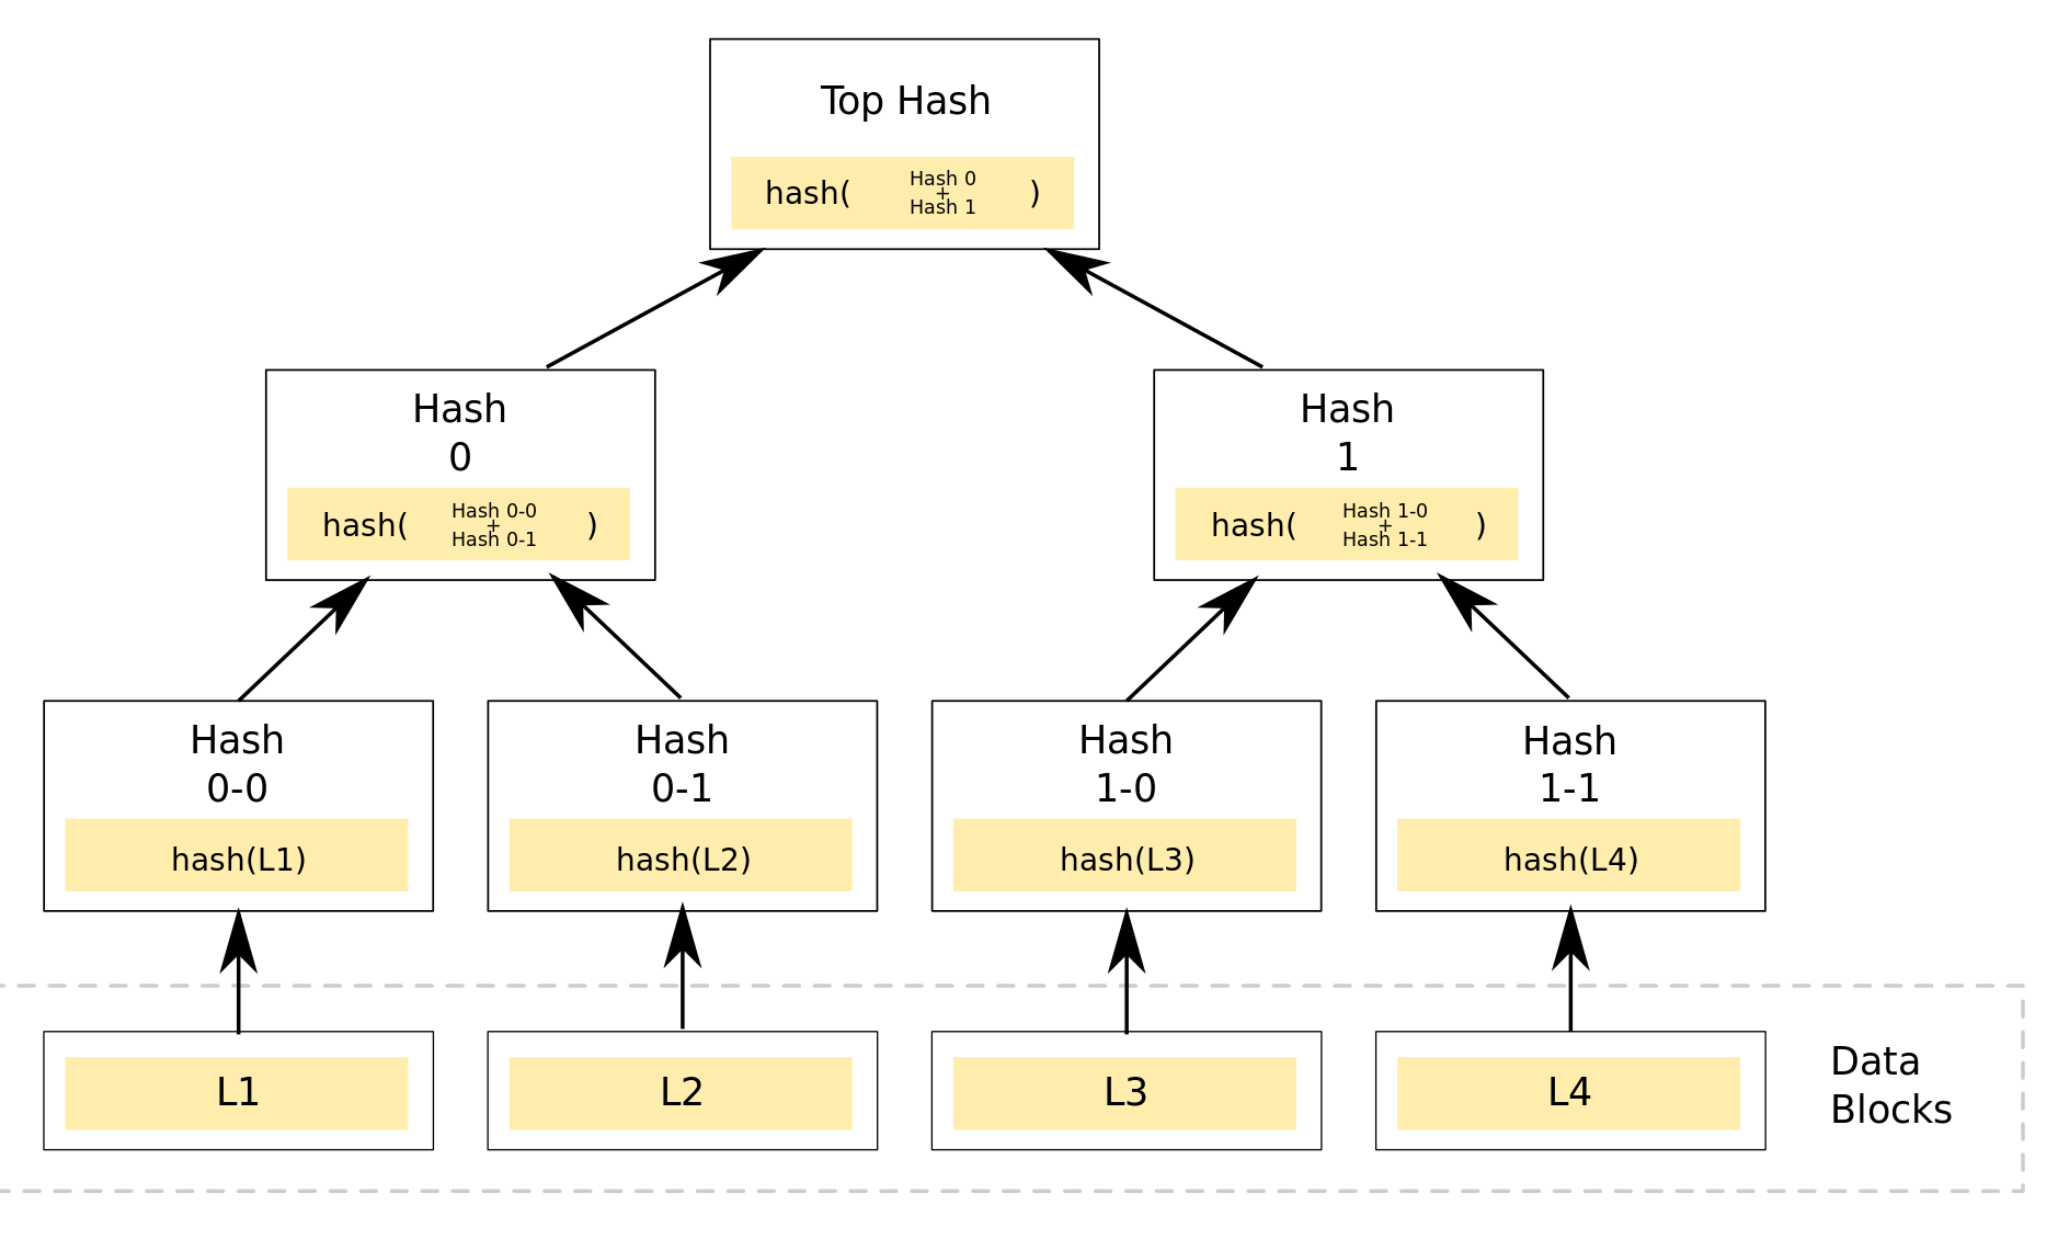 Top Hash
hash( Hash 0 + Hash 1 )
Hash
0
hash( Hash 0-0 + Hash 0-1 )
Hash
1
hash( Hash 1-0 + Hash 1-1 )
Hash
0-0
hash(L1)
Hash
0-1
hash(L2)
Hash
1-0
hash(L3)
Hash
1-1
hash(L4)
L1
L2
L3
L4
Data
Blocks